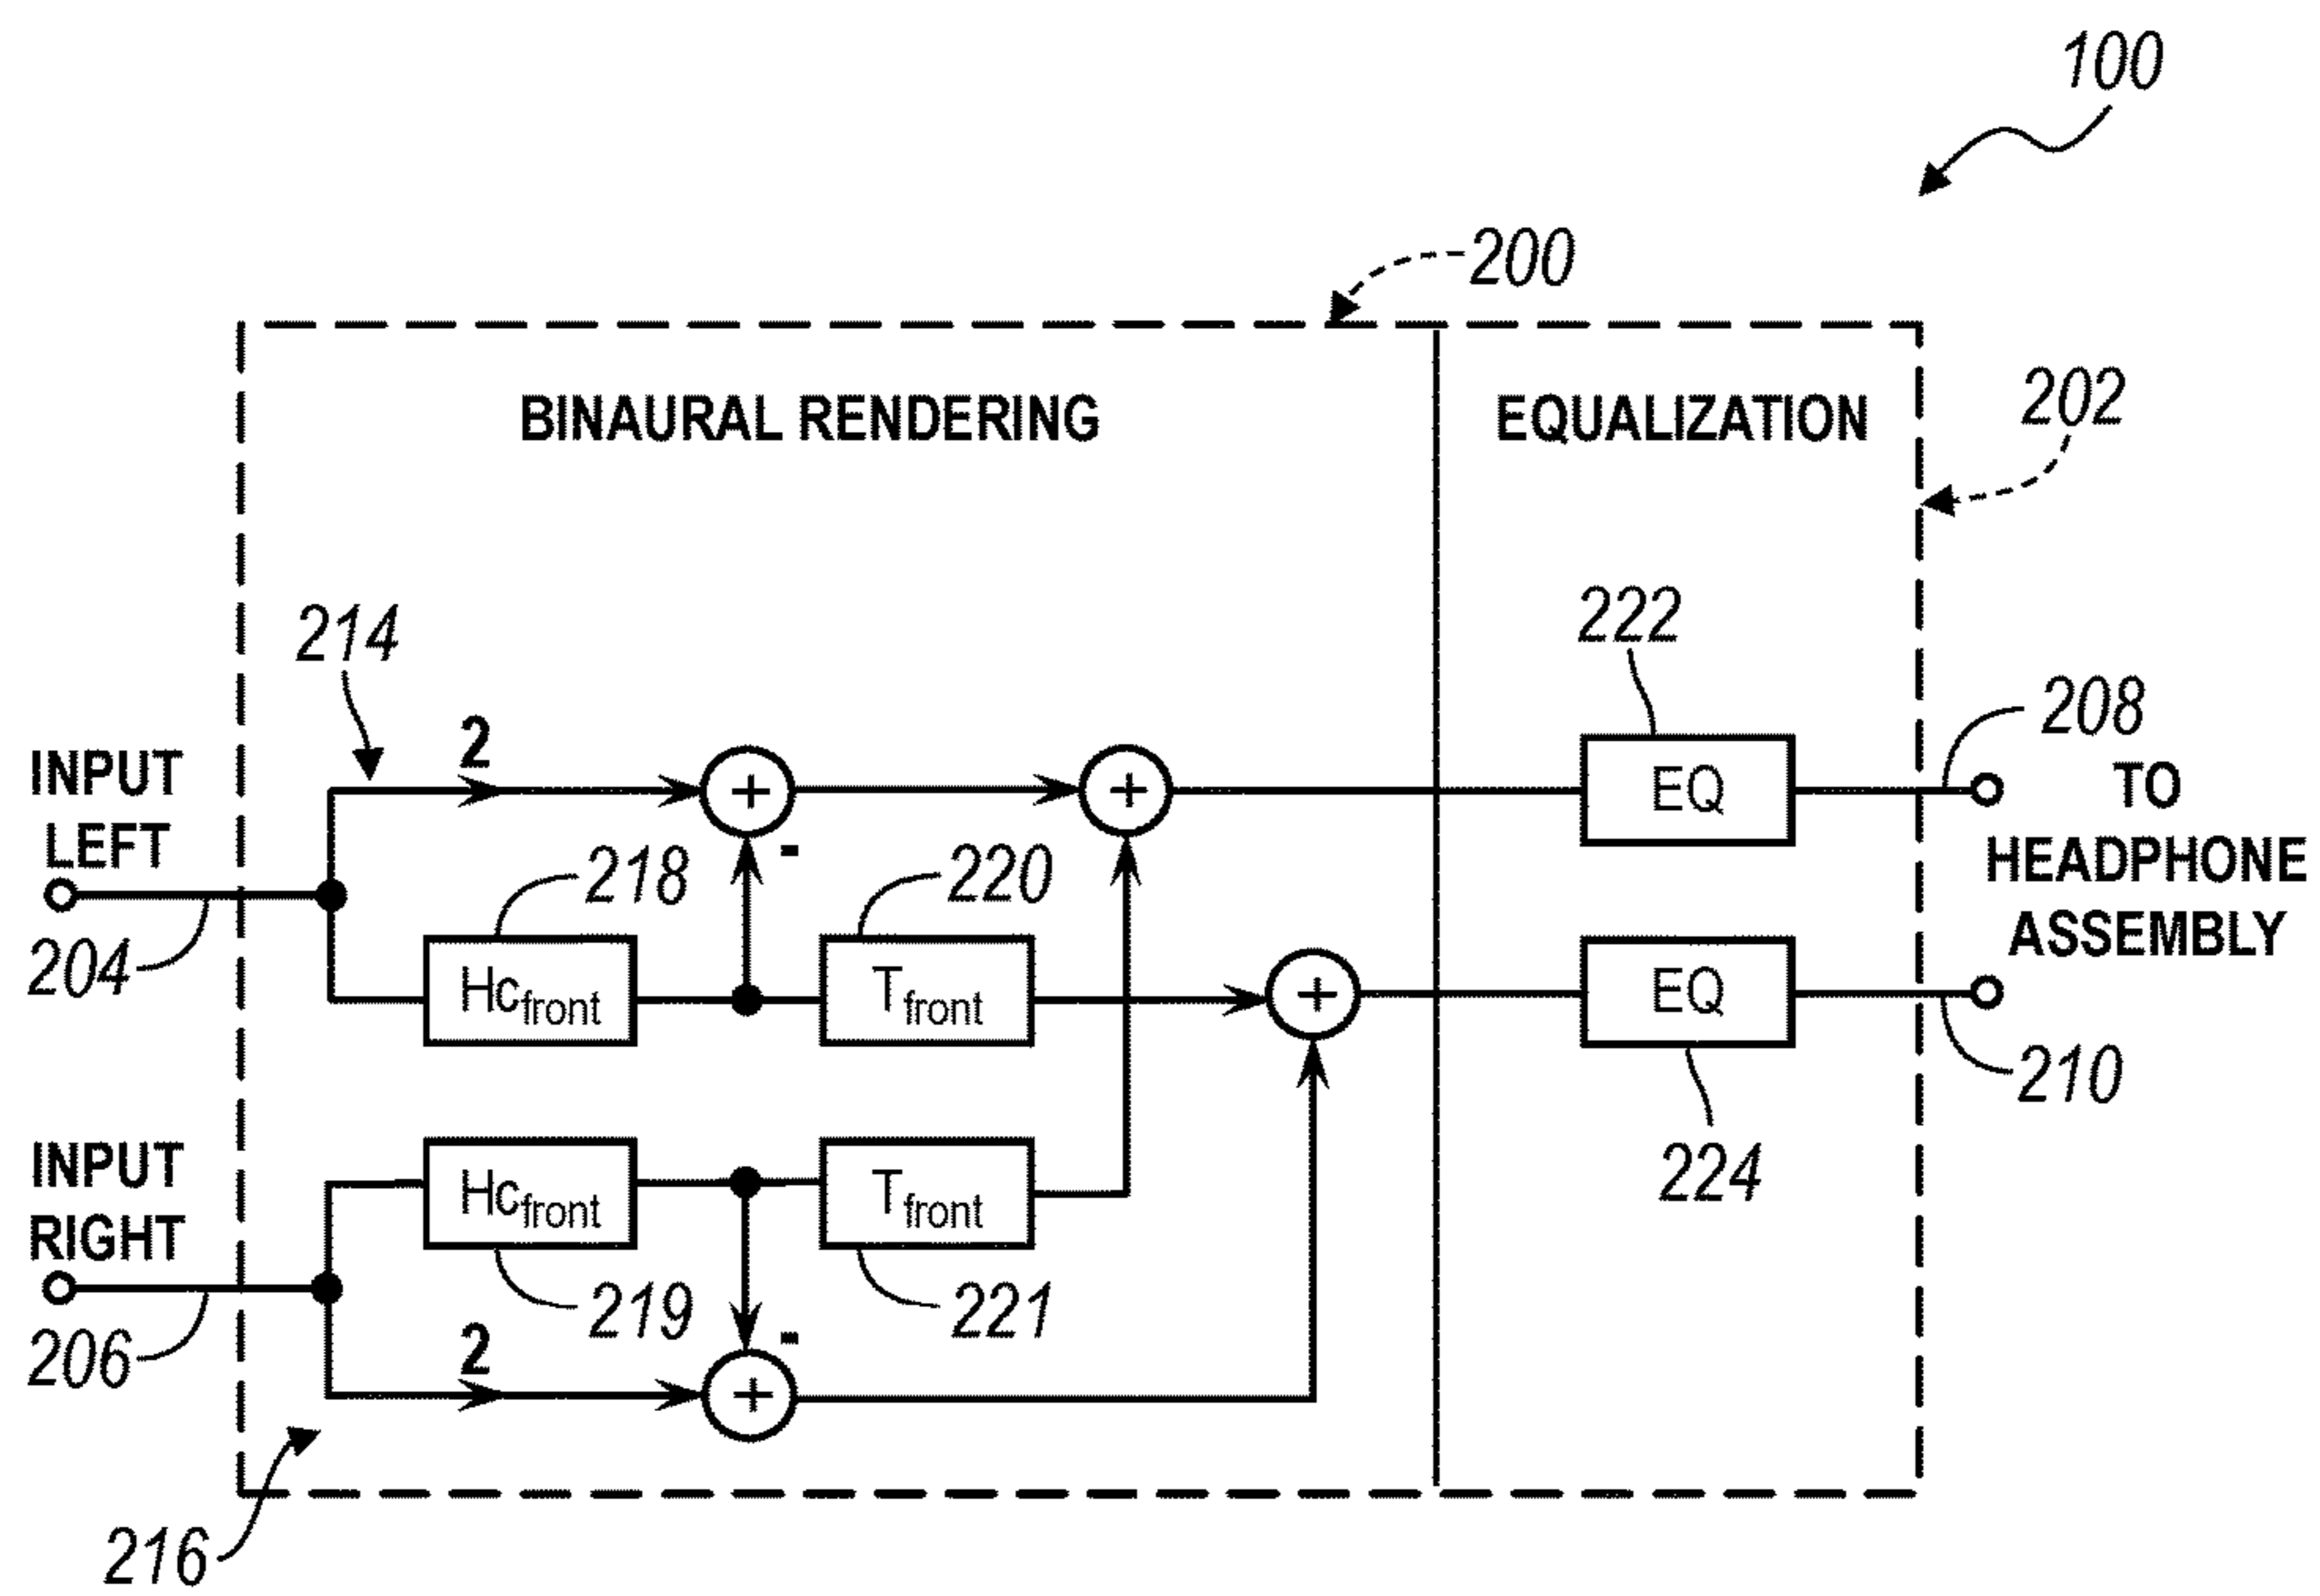 100
200
BINAURAL RENDERING
EQUALIZATION
202
214
222
208
INPUT
LEFT
2
+
+
EQ
TO
HEADPHONE
ASSEMBLY
-
218
220
204
Hcfront
Tfront
+
EQ
210
INPUT
RIGHT
Hcfront
Tfront
224
219
221
206
2
-
+
216